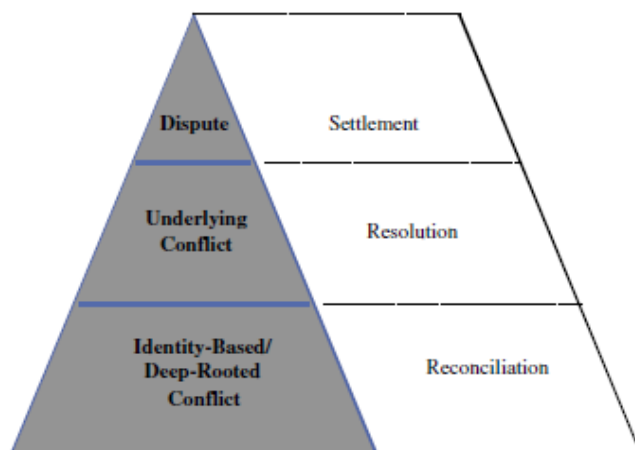 Dispute
Settlement
Underlying
Conflict
Resolution
Identity-Based/
Deep-Rooted
Conflict
Reconciliation